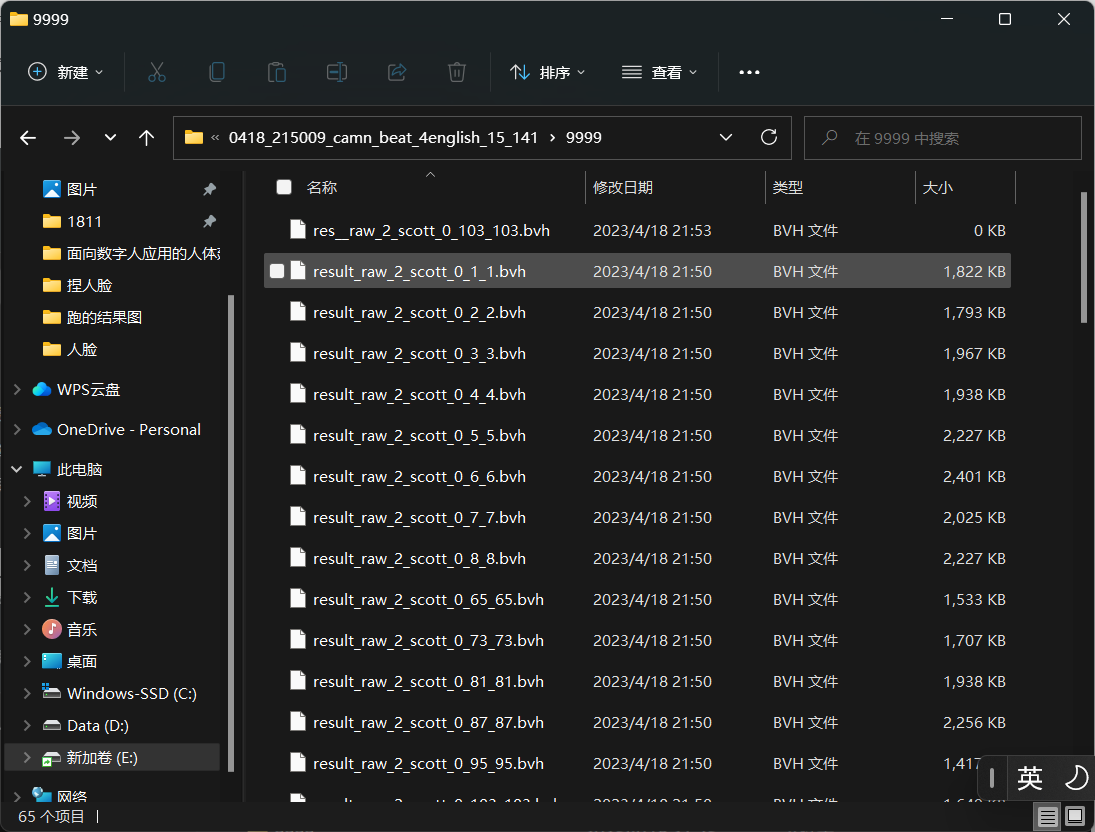 9999
新建
排序
查看
« 0418_215009_camn_beat_4english_15_141 › 9999
在 9999 中搜索
图片
1811
面向数字人应用的人体
捏人脸
跑的结果图
人脸
WPS云盘
OneDrive - Personal
此电脑
视频
图片
文档
下载
音乐
桌面
Windows-SSD (C:)
Data (D:)
新加卷 (E:)
网络
名称 修改日期 类型 大小
res__raw_2_scott_0_103_103.bvh 2023/4/18 21:53 BVH 文件 0 KB
result_raw_2_scott_0_1_1.bvh 2023/4/18 21:50 BVH 文件 1,822 KB
result_raw_2_scott_0_2_2.bvh 2023/4/18 21:50 BVH 文件 1,793 KB
result_raw_2_scott_0_3_3.bvh 2023/4/18 21:50 BVH 文件 1,967 KB
result_raw_2_scott_0_4_4.bvh 2023/4/18 21:50 BVH 文件 1,938 KB
result_raw_2_scott_0_5_5.bvh 2023/4/18 21:50 BVH 文件 2,227 KB
result_raw_2_scott_0_6_6.bvh 2023/4/18 21:50 BVH 文件 2,401 KB
result_raw_2_scott_0_7_7.bvh 2023/4/18 21:50 BVH 文件 2,025 KB
result_raw_2_scott_0_8_8.bvh 2023/4/18 21:50 BVH 文件 2,227 KB
result_raw_2_scott_0_65_65.bvh 2023/4/18 21:50 BVH 文件 1,533 KB
result_raw_2_scott_0_73_73.bvh 2023/4/18 21:50 BVH 文件 1,707 KB
result_raw_2_scott_0_81_81.bvh 2023/4/18 21:50 BVH 文件 1,938 KB
result_raw_2_scott_0_87_87.bvh 2023/4/18 21:50 BVH 文件 2,256 KB
result_raw_2_scott_0_95_95.bvh 2023/4/18 21:50 BVH 文件 1,417
英
65 个项目